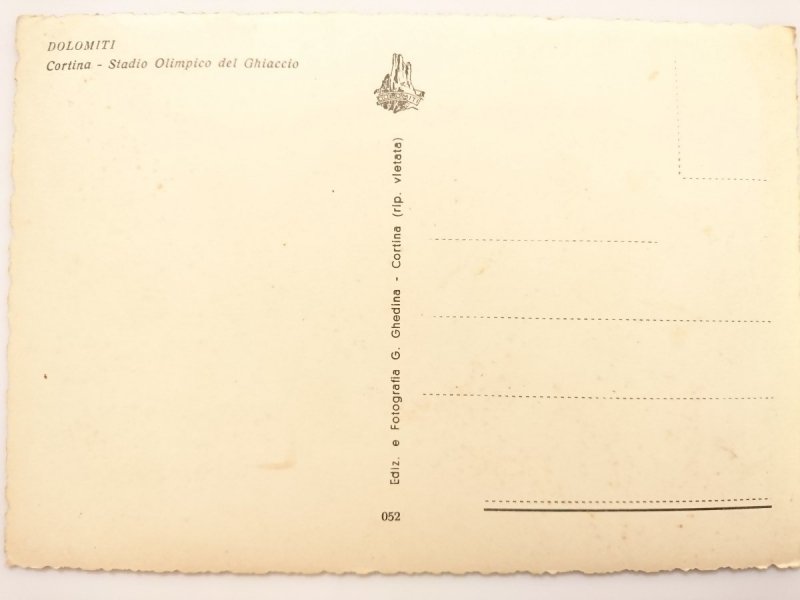 DOLOMITI
Cortina - Stadio Olimpico del Ghiaccio
Ediz. e Fotografia G. Ghedina - Cortina (rip. vietata)
052